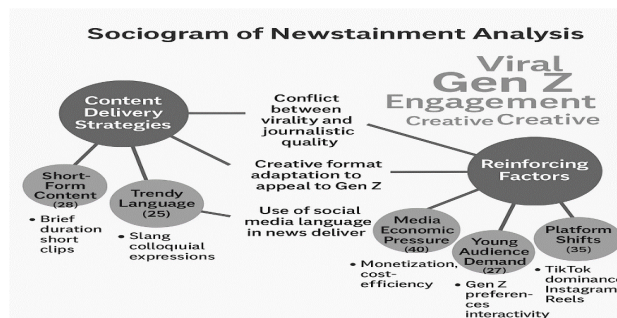 Sociogram of Newstainment Analysis
Viral
Gen Z
Engagement
Creative Creative
Content
Delivery
Strategies
Conflict
between
virality and
journalistic
quality
Creative format
adaptation to
appeal to Gen Z
Use of social
media language
in news deliver
Reinforcing
Factors
Short-
Form
Content
(28)
• Brief
duration
short
clips
Trendy
Language
(25)
• Slang
colloquial
expressions
Media
Economic
Pressure
(40)
• Monetization,
cost-
efficiency
Young
Audience
Demand
(27)
• Gen Z
preferen-
ces
interactivity
Platform
Shifts
(35)
• TikTok
dominance
Instagram
Reels